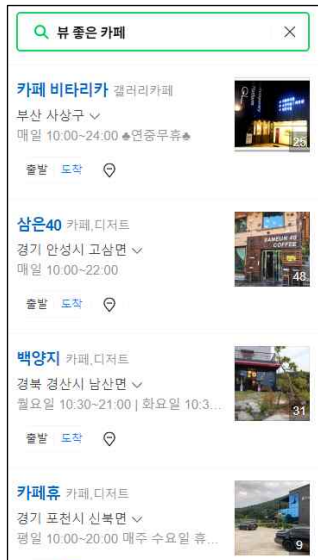 뷰 좋은 카페
카페 비타리카 갤러리카페
부산 사상구
매일 10:00~24:00 ♣연중무휴♣
25
출발 도착
삼은40 카페,디저트
경기 안성시 고삼면
매일 10:00~22:00
SAMEUN 40
COFFEE
48
출발 도착
백양지 카페,디저트
경북 경산시 남산면
월요일 10:30~21:00 | 화요일 10:3...
31
출발 도착
카페휴 카페,디저트
경기 포천시 신북면
평일 10:00~20:00 매주 수요일 휴...
9